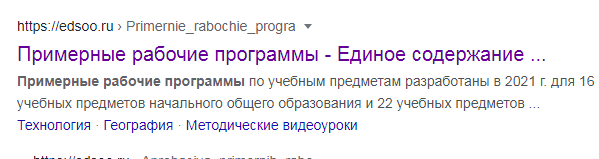 https://edsoo.ru › Primernie_rabochie_progra
Примерные рабочие программы - Единое содержание ...
Примерные рабочие программы по учебным предметам разработаны в 2021 г. для 16
учебных предметов начального общего образования и 22 учебных предметов ...
Технология · География · Методические видеоуроки